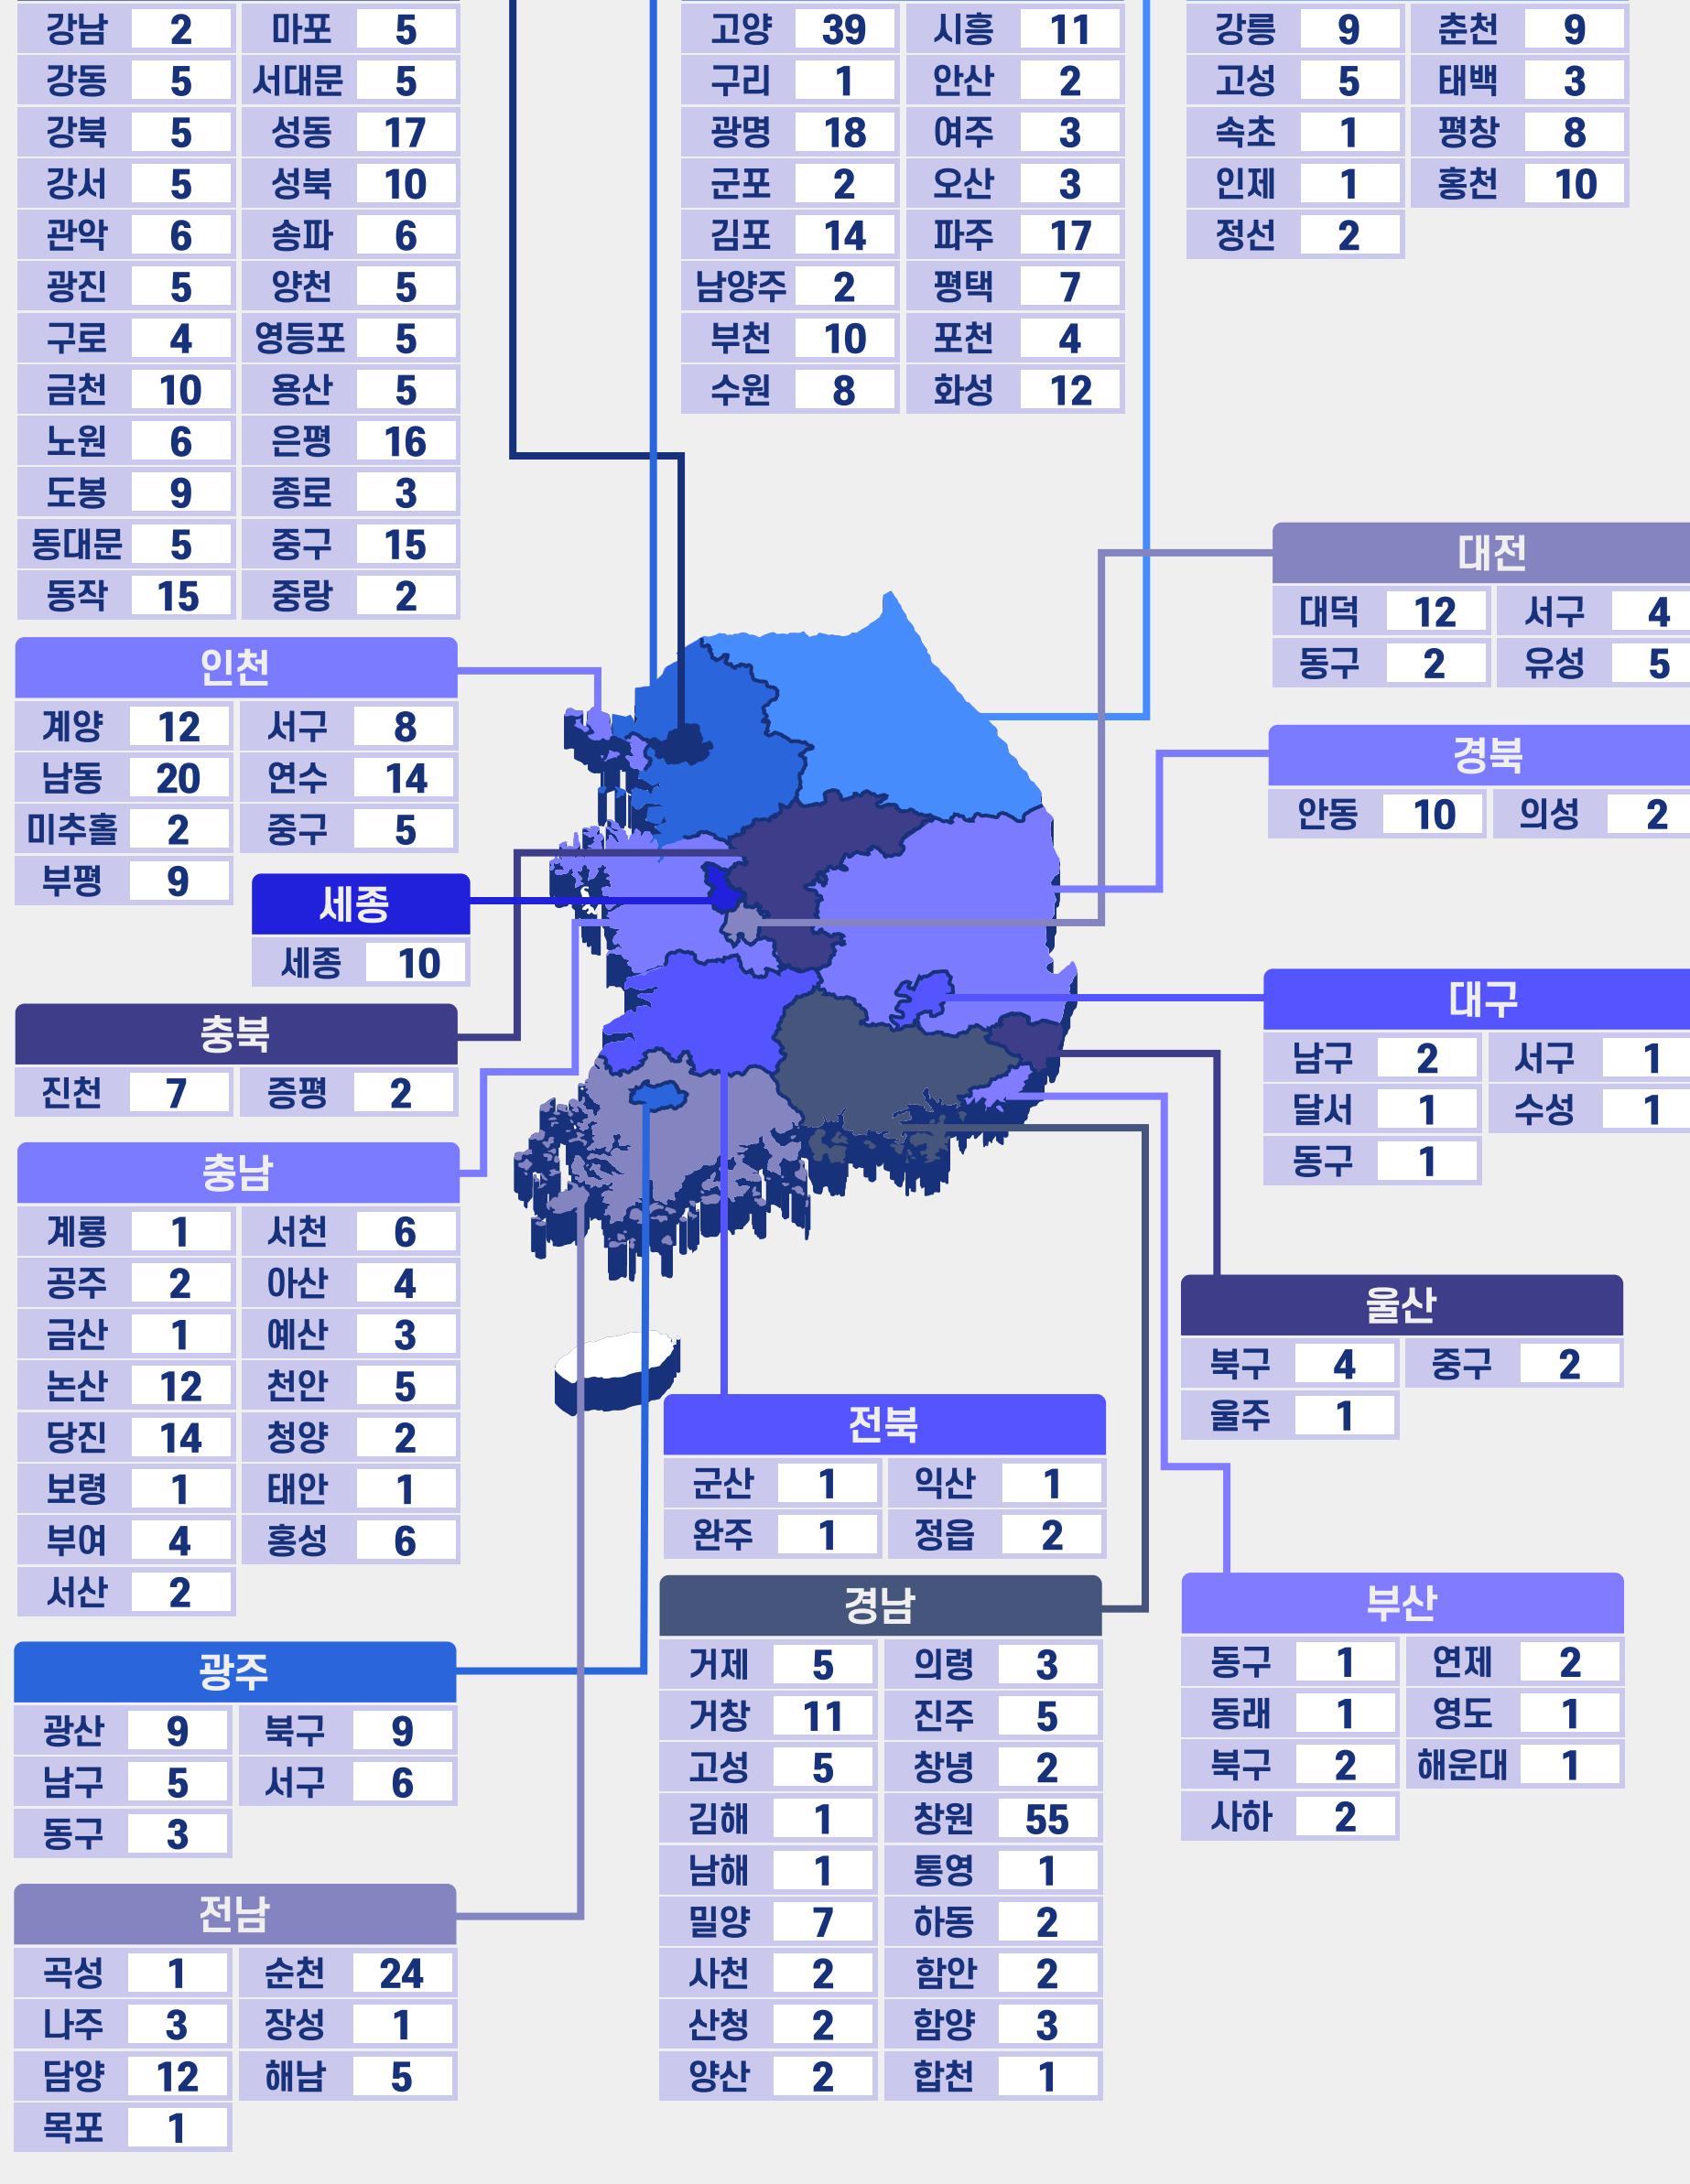 강남 2 마포 5
강동 5 서대문 5
강북 5 성동 17
강서 5 성북 10
관악 6 송파 6
광진 5 양천 5
구로 4 영등포 5
금천 10 용산 5
노원 6 은평 16
도봉 9 종로 3
동대문 5 중구 15
동작 15 중랑 2
고양 39 시흥 11
구리 1 안산 2
광명 18 여주 3
군포 2 오산 3
김포 14 파주 17
남양주 2 평택 7
부천 10 포천 4
수원 8 화성 12
강릉 9 춘천 9
고성 5 태백 3
속초 1 평창 8
인제 1 홍천 10
정선 2
대전
대덕 12 서구 4
동구 2 유성 5
인천
계양 12 서구 8
남동 20 연수 14
미추홀 2 중구 5
부평 9
경북
안동 10 의성 2
세종
세종 10
대구
남구 2 서구 1
달서 1 수성 1
동구 1
충북
진천 7 증평 2
충남
계룡 1 서천 6
공주 2 아산 4
금산 1 예산 3
논산 12 천안 5
당진 14 청양 2
보령 1 태안 1
부여 4 홍성 6
서산 2
울산
북구 4 중구 2
울주 1
전북
군산 1 익산 1
완주 1 정읍 2
광주
광산 9 북구 9
남구 5 서구 6
동구 3
경남
거제 5 의령 3
거창 11 진주 5
고성 5 창녕 2
김해 1 창원 55
남해 1 통영 1
밀양 7 하동 2
사천 2 함안 2
산청 2 함양 3
양산 2 합천 1
부산
동구 1 연제 2
동래 1 영도 1
북구 2 해운대 1
사하 2
전남
곡성 1 순천 24
나주 3 장성 1
담양 12 해남 5
목포 1